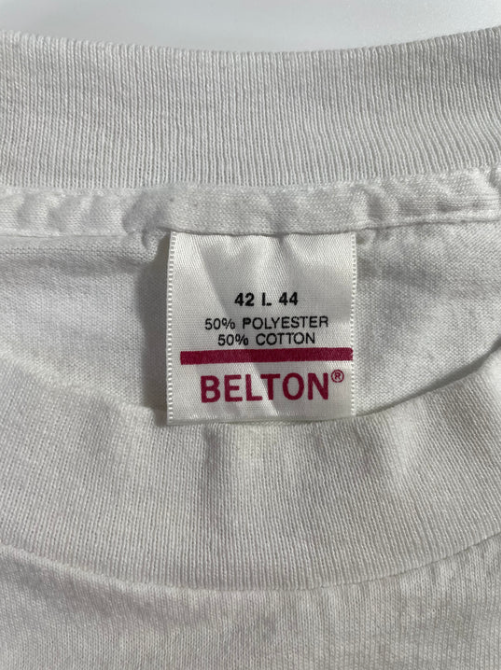 42 L 44
50% POLYESTER
50% COTTON
BELTON®